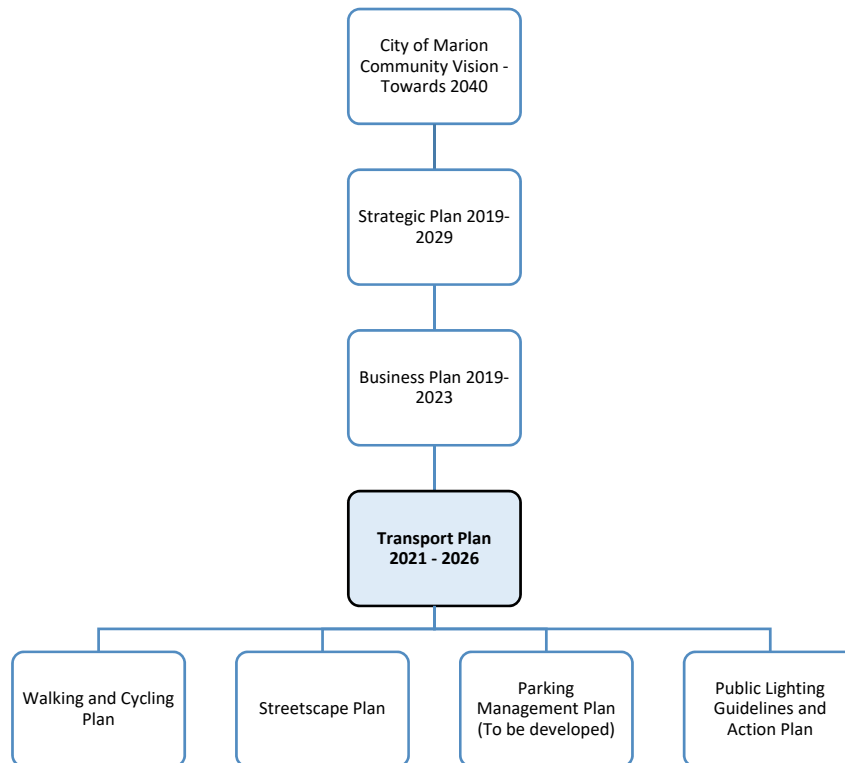 City of Marion
Community Vision -
Towards 2040
Strategic Plan 2019-
2029
Business Plan 2019-
2023
Transport Plan
2021 - 2026
Walking and Cycling
Plan
Streetscape Plan
Parking
Management Plan
(To be developed)
Public Lighting
Guidelines and
Action Plan